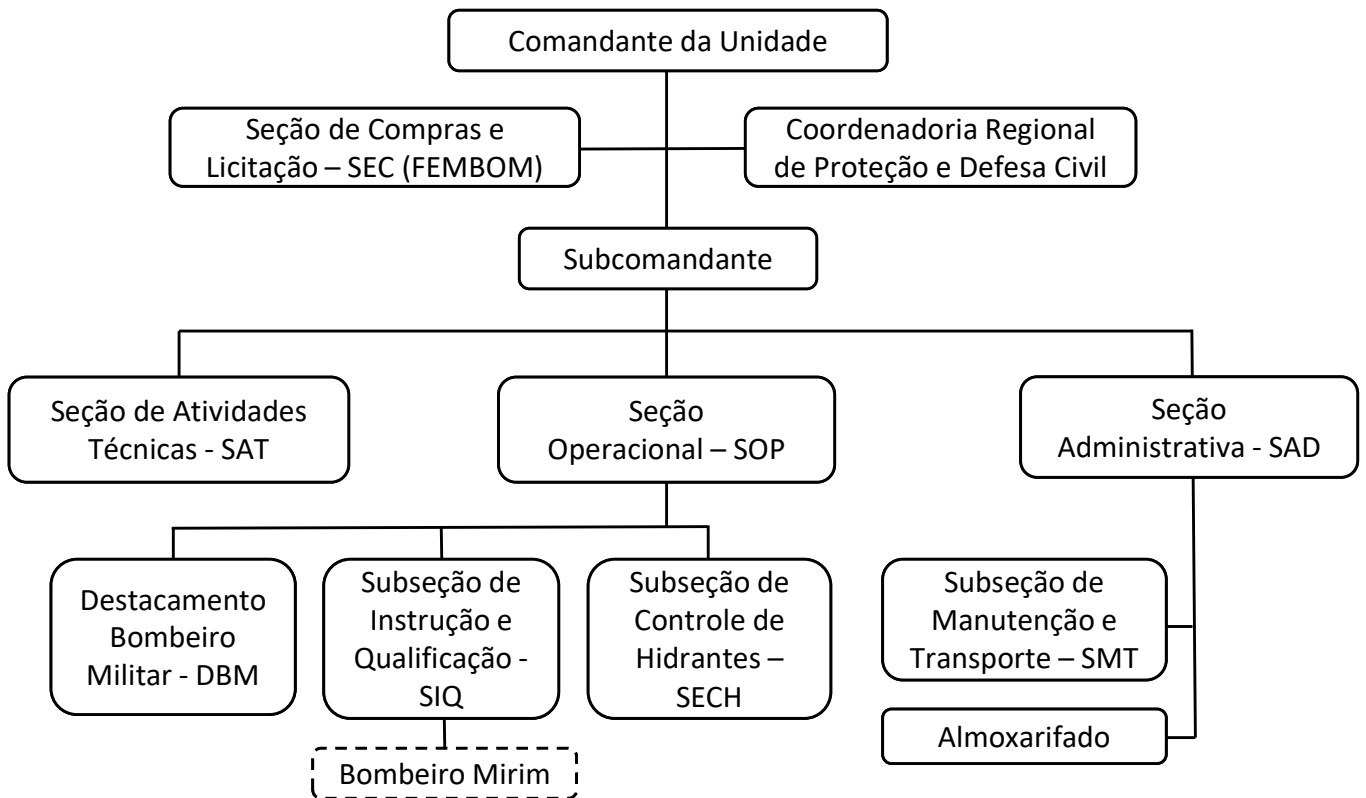 Comandante da Unidade
Seção de Compras e
Licitação – SEC (FEMBOM)
Coordenadoria Regional
de Proteção e Defesa Civil
Subcomandante
Seção de Atividades
Técnicas - SAT
Seção
Operacional – SOP
Seção
Administrativa - SAD
Destacamento
Bombeiro
Militar - DBM
Subseção de
Instrução e
Qualificação -
SIQ
Subseção de
Controle de
Hidrantes –
SECH
Subseção de
Manutenção e
Transporte – SMT
Almoxarifado
Bombeiro Mirim